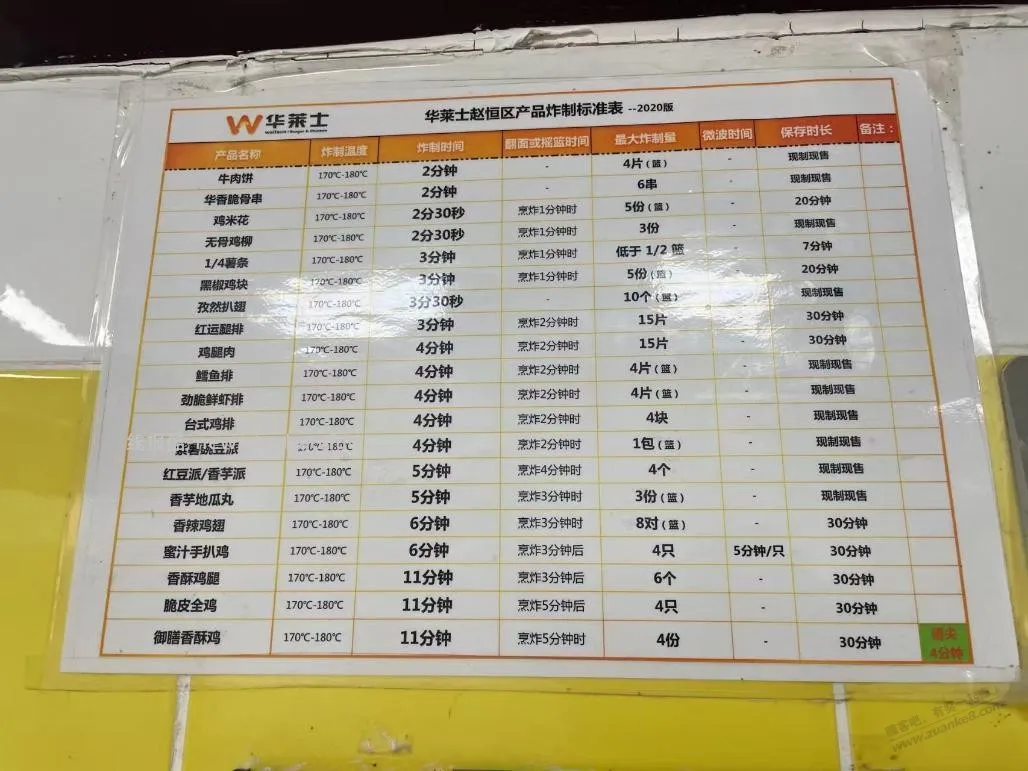 华莱士
华莱士赵恒区产品炸制标准表 --2020版
产品名称 炸制温度 炸制时间 翻面或摇篮时间 最大炸制量 微波时间 保存时长 备注：
牛肉饼 170℃-180℃ 2分钟 - 4片（篮） - 现制现售
华香脆骨串 170℃-180℃ 2分钟 - 6串 - 现制现售
鸡米花 170℃-180℃ 2分30秒 烹炸1分钟时 5份（篮） - 20分钟
无骨鸡柳 170℃-180℃ 2分30秒 烹炸1分钟时 3份 - 现制现售
1/4薯条 170℃-180℃ 3分钟 烹炸1分钟时 低于 1/2 篮 - 7分钟
黑椒鸡块 170℃-180℃ 3分钟 烹炸1分钟时 5份（篮） - 20分钟
孜然扒翅 170℃-180℃ 3分30秒 - 10个（篮） - 现制现售
红运腿排 170℃-180℃ 3分钟 烹炸2分钟时 15片 - 30分钟
鸡腿肉 170℃-180℃ 4分钟 烹炸2分钟时 15片 - 30分钟
鳕鱼排 170℃-180℃ 4分钟 烹炸2分钟时 4片（篮） - 现制现售
劲脆鲜虾排 170℃-180℃ 4分钟 烹炸2分钟时 4片（篮） - 现制现售
台式鸡排 170℃-180℃ 4分钟 烹炸2分钟时 4块 - 现制现售
紫薯豌豆派 170℃-180℃ 4分钟 烹炸2分钟时 1包（篮） - 现制现售
红豆派/香芋派 170℃-180℃ 5分钟 烹炸4分钟时 4个 - 现制现售
香芋地瓜丸 170℃-180℃ 5分钟 烹炸3分钟时 3份（篮） - 现制现售
香辣鸡翅 170℃-180℃ 6分钟 烹炸3分钟时 8对（篮） - 30分钟
蜜汁手扒鸡 170℃-180℃ 6分钟 烹炸3分钟后 4只 5分钟/只 30分钟
香酥鸡腿 170℃-180℃ 11分钟 烹炸3分钟后 6个 - 30分钟
脆皮全鸡 170℃-180℃ 11分钟 烹炸5分钟后 4只 - 30分钟
御膳香酥鸡 170℃-180℃ 11分钟 烹炸5分钟时 4份 - 30分钟
4分钟
www.zuanke8.com